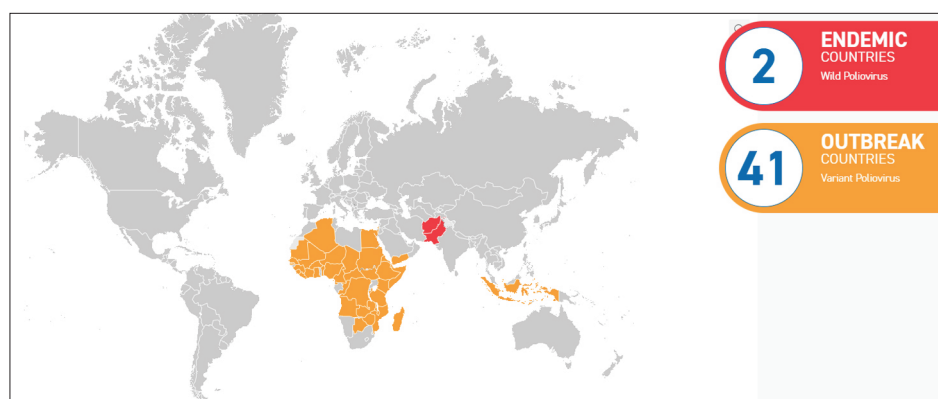 2
ENDEMIC
COUNTRIES
Wild Poliovirus
41
OUTBREAK
COUNTRIES
Variant Poliovirus